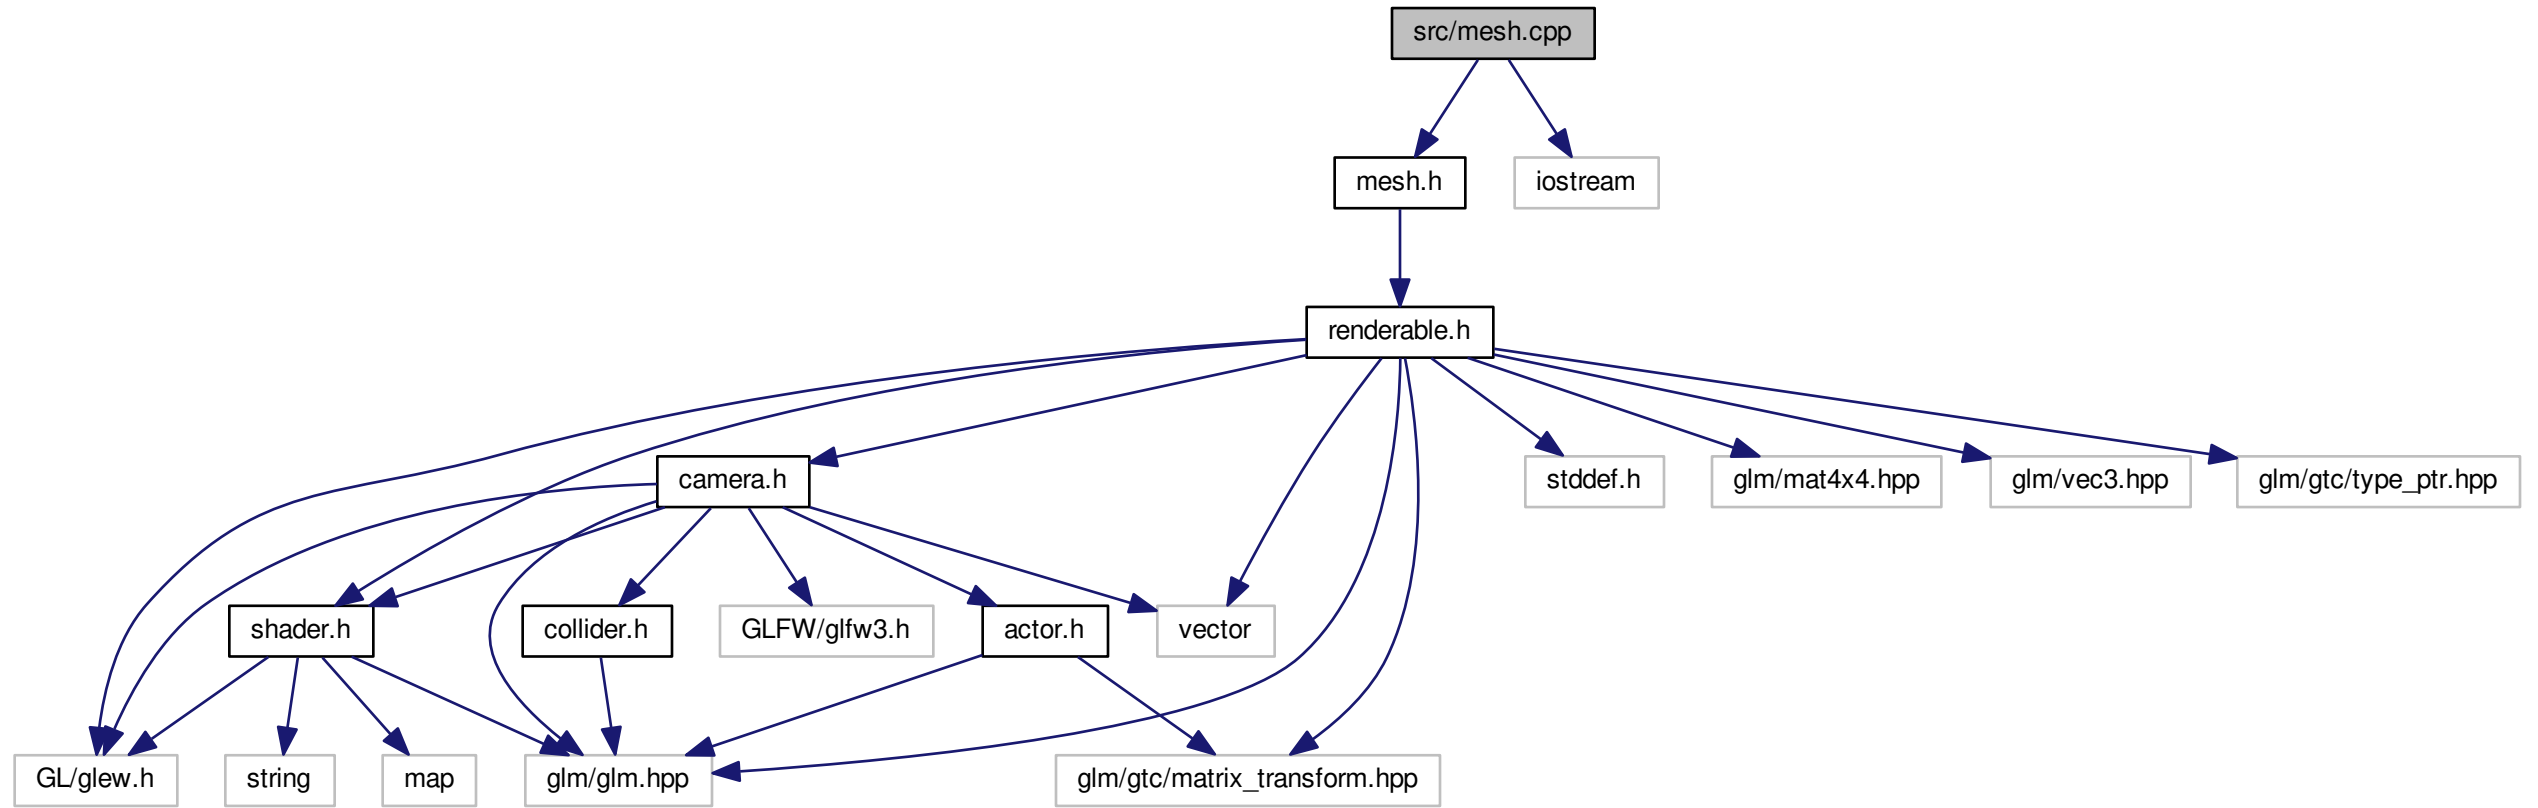 src/mesh.cpp
mesh.h
iostream
renderable.h
camera.h
stddef.h
glm/mat4x4.hpp
glm/vec3.hpp
glm/gtc/type_ptr.hpp
shader.h
collider.h
GLFW/glfw3.h
actor.h
vector
GL/glew.h
string
map
glm/glm.hpp
glm/gtc/matrix_transform.hpp